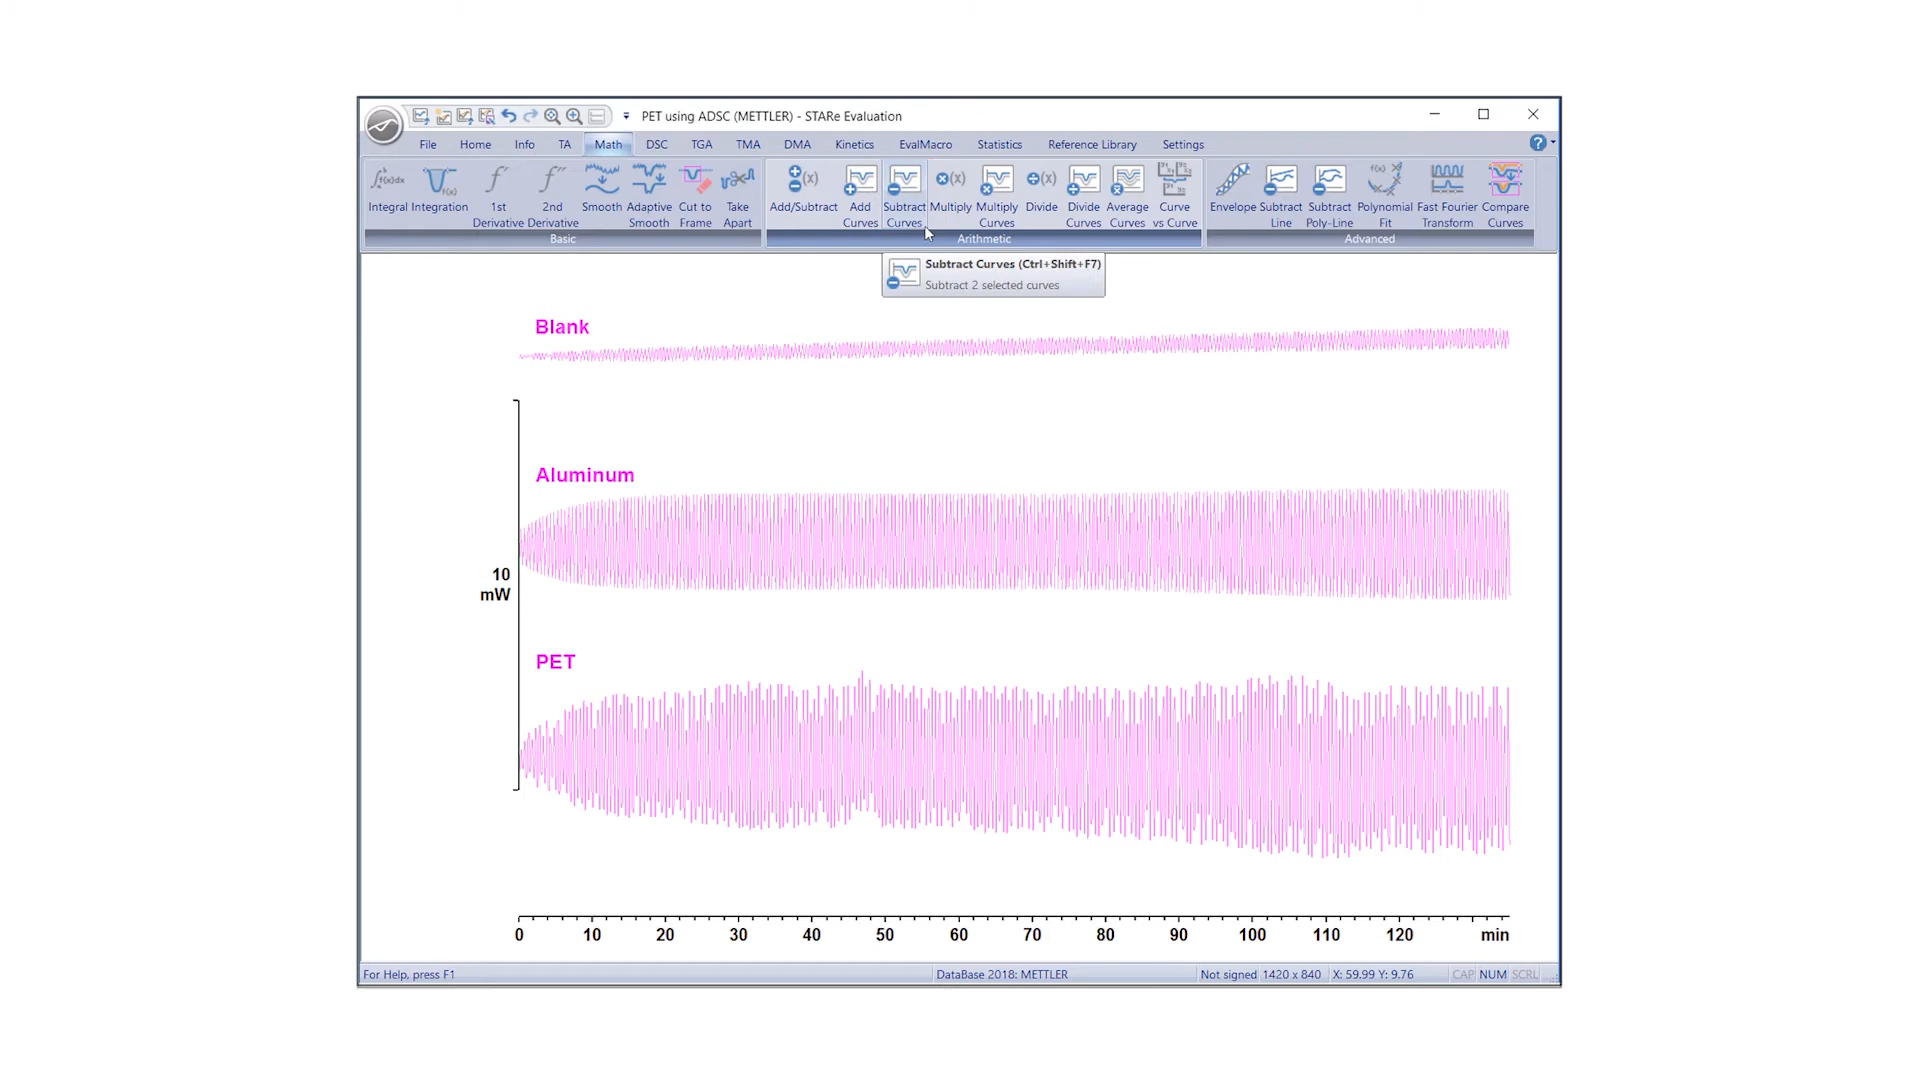 PET using ADSC (METTLER) - STARe Evaluation
File Home Info TA Math DSC TGA TMA DMA Kinetics EvalMacro Statistics Reference Library Settings
∫f(x)dx f(x) f' f'' ±(x) ×(x) ÷(x) f(x)
Integral Integration 1st Derivative 2nd Derivative Smooth Adaptive Smooth Cut to Frame Take Apart Add/Subtract Add Curves Subtract Curves Multiply Multiply Curves Divide Divide Curves Average Curves Curve vs Curve Envelope Subtract Line Subtract Poly-Line Polynomial Fit Fast Fourier Transform Compare Curves
Basic Arithmetic Advanced
Subtract Curves (Ctrl+Shift+F7)
Subtract 2 selected curves
Blank
Aluminum
10
mW
PET
0 10 20 30 40 50 60 70 80 90 100 110 120 min
For Help, press F1 DataBase 2018: METTLER Not signed 1420 x 840 X: 59.99 Y: 9.76 CAP NUM SCRL